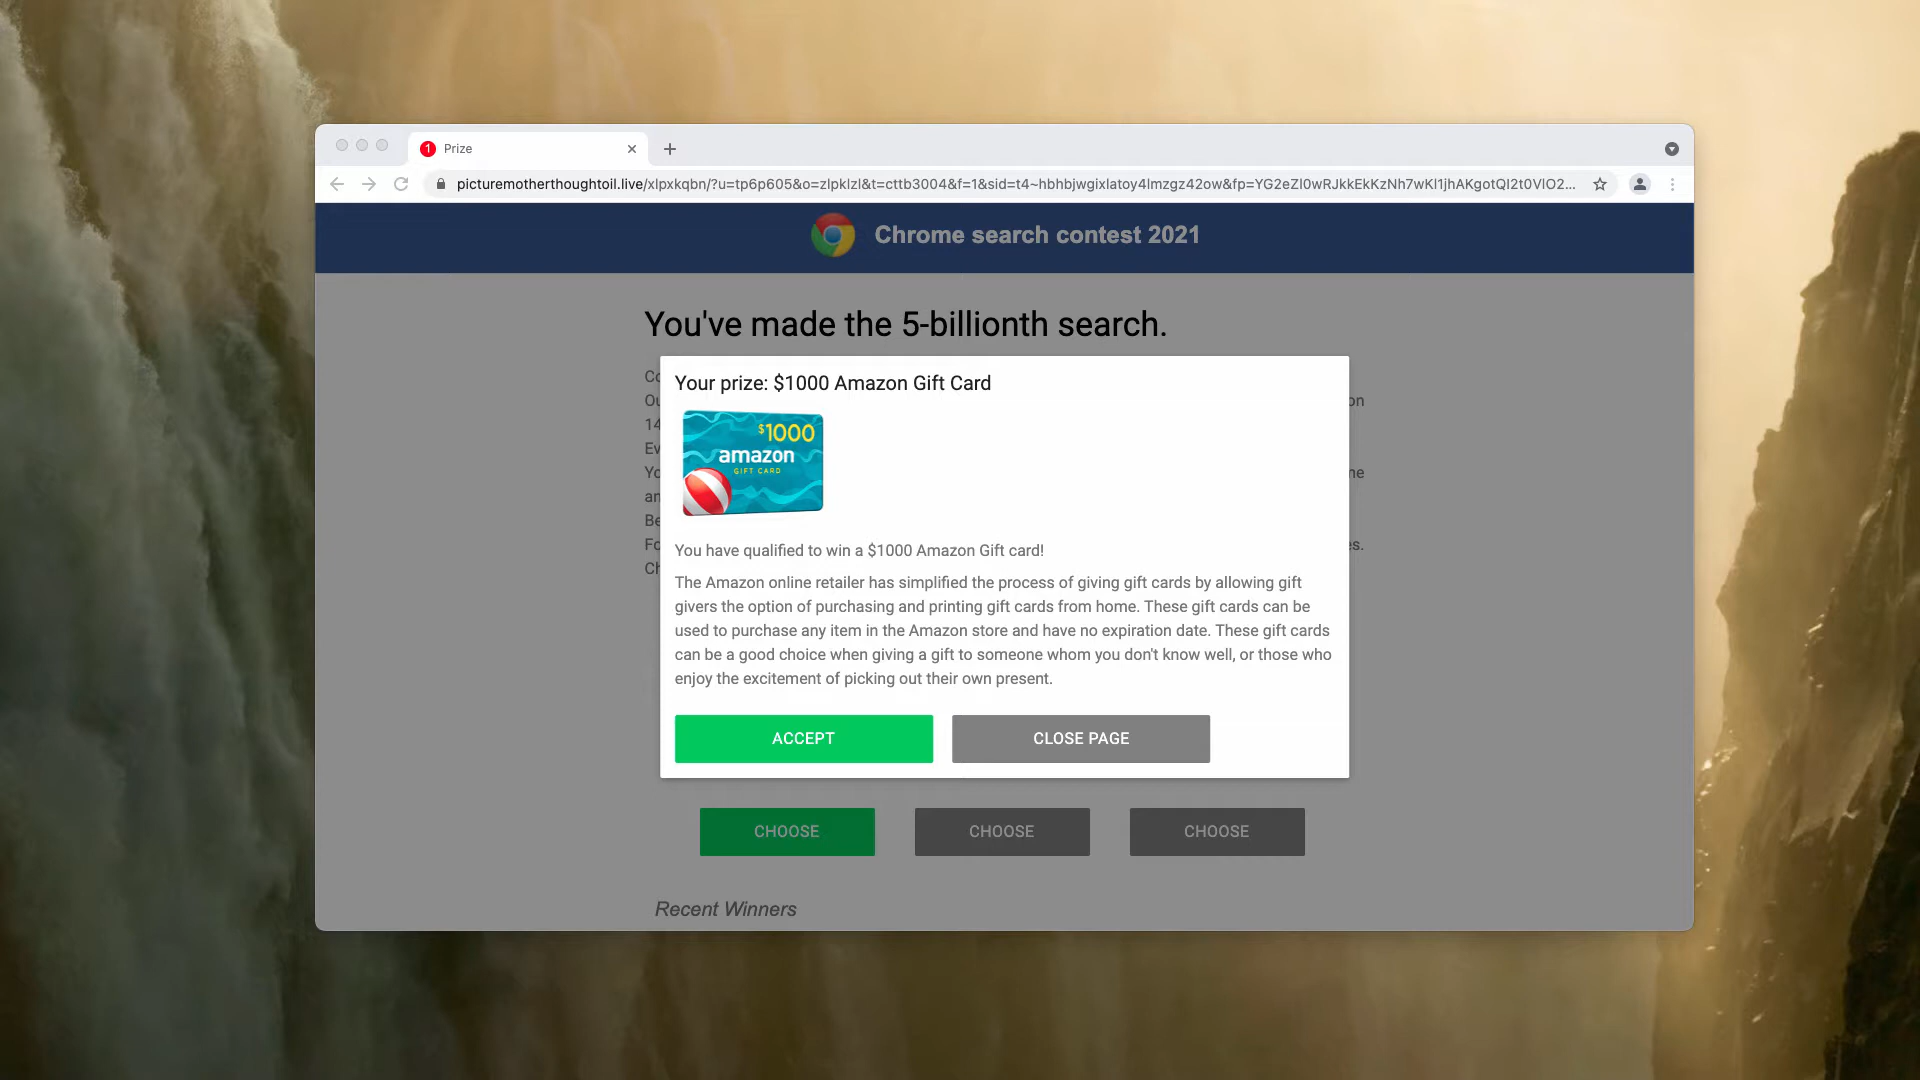 1 Prize
picturemotherthoughtoil.live/xlpxkqbn/?u=tp6p605&o=zlpklzl&t=cttb3004&f=1&sid=t4~hbhbjwgixlatoy4lmzgz42ow&fp=YG2eZl0wRJkkEkKzNh7wKl1jhAKgotQI2t0VlO2...
Chrome search contest 2021
You've made the 5-billionth search.
Your prize: $1000 Amazon Gift Card
$1000
amazon
GIFT CARD
You have qualified to win a $1000 Amazon Gift card!
The Amazon online retailer has simplified the process of giving gift cards by allowing gift
givers the option of purchasing and printing gift cards from home. These gift cards can be
used to purchase any item in the Amazon store and have no expiration date. These gift cards
can be a good choice when giving a gift to someone whom you don't know well, or those who
enjoy the excitement of picking out their own present.
ACCEPT CLOSE PAGE
CHOOSE CHOOSE CHOOSE
Recent Winners